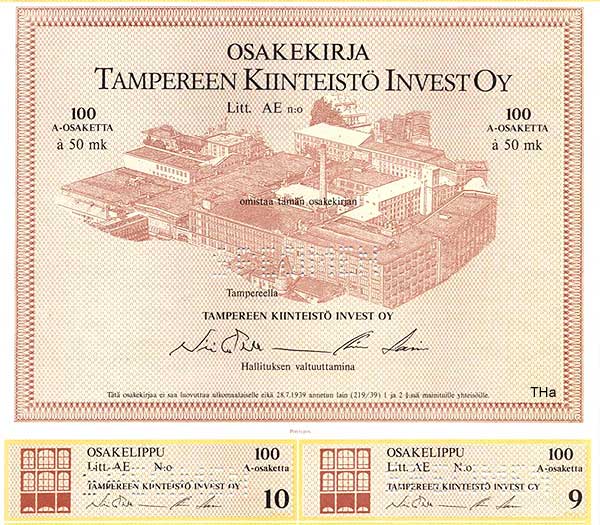 OSAKEKIRJA
TAMPEREEN KIINTEISTÖ INVEST OY
Litt. AE n:o
100
A-OSAKETTA
à 50 mk
100
A-OSAKETTA
à 50 mk
omistaa tämän osakekirjan
SPECIMEN
Tampereella
TAMPEREEN KIINTEISTÖ INVEST OY
Hallituksen valtuuttamina
Tätä osakekirjaa ei saa luovuttaa ulkomaalaiselle eikä 28.7.1939 annetun lain (219/39) 1 ja 2 §:ssä mainituille yhteisöille.
THa
OSAKELIPPU 100
Litt. AE N:o A-osaketta
TAMPEREEN KIINTEISTÖ INVEST OY
10
OSAKELIPPU 100
Litt. AE N:o A-osaketta
TAMPEREEN KIINTEISTÖ INVEST OY
9